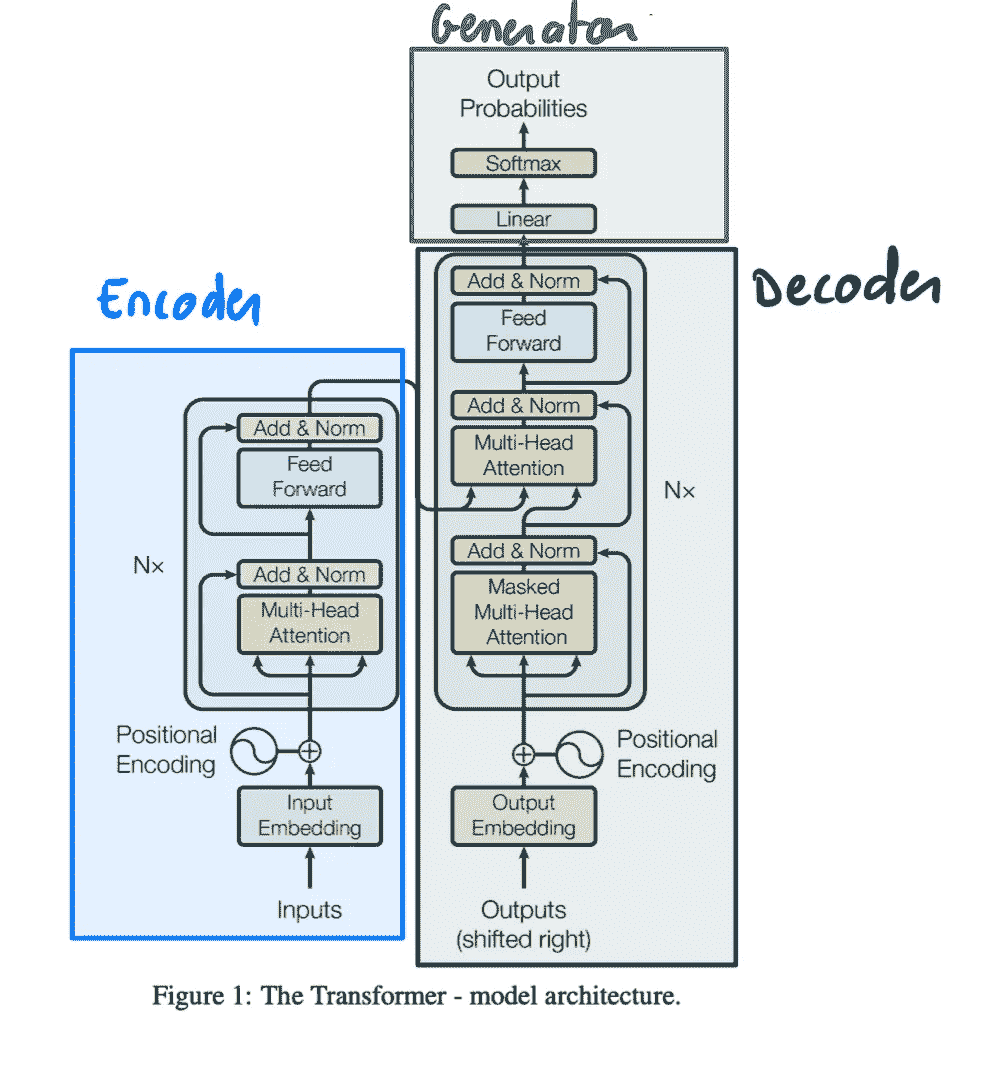 Generator
Output
Probabilities
Softmax
Linear
Decoder
Add & Norm
Feed
Forward
Add & Norm
Multi-Head
Attention
Nx
Add & Norm
Masked
Multi-Head
Attention
Positional
Encoding
Output
Embedding
Outputs
(shifted right)
Encoder
Add & Norm
Feed
Forward
Nx
Add & Norm
Multi-Head
Attention
Positional
Encoding
Input
Embedding
Inputs
Figure 1: The Transformer - model architecture.